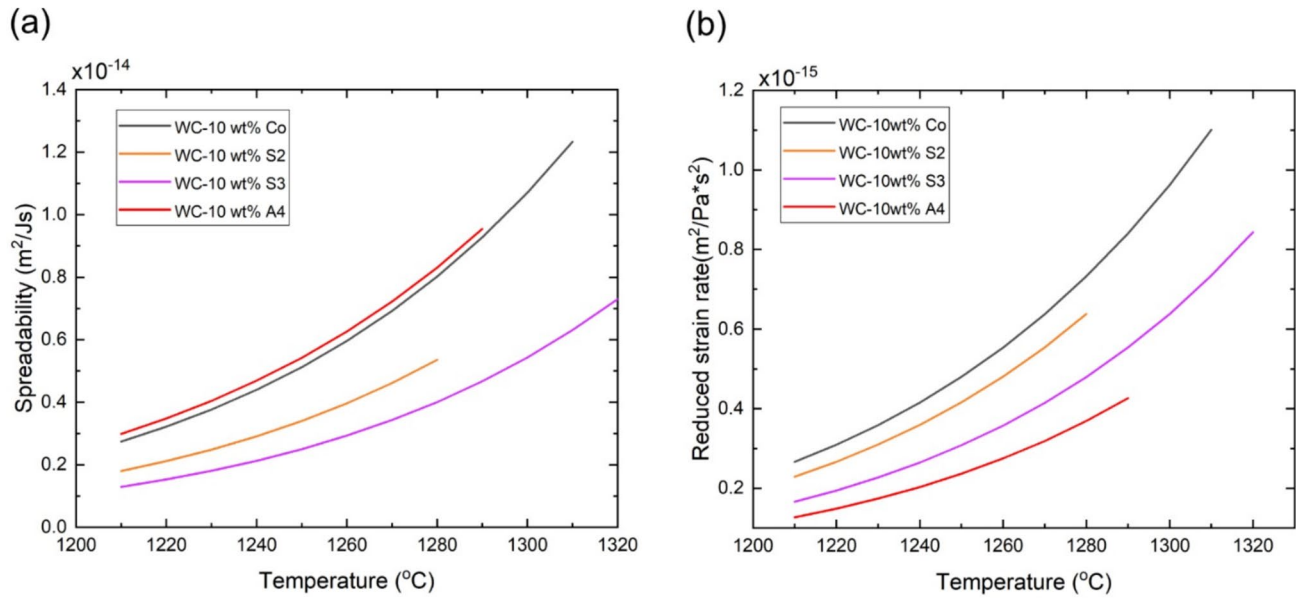 (a)
x10-14
1.4
1.2
1.0
0.8
0.6
0.4
0.2
0.0
Spreadability (m2/Js)
WC-10 wt% Co
WC-10 wt% S2
WC-10 wt% S3
WC-10 wt% A4
1200 1220 1240 1260 1280 1300 1320
Temperature (oC)
(b)
x10-15
1.2
1.0
0.8
0.6
0.4
0.2
Reduced strain rate(m2/Pa*s2)
WC-10wt% Co
WC-10wt% S2
WC-10wt% S3
WC-10wt% A4
1200 1220 1240 1260 1280 1300 1320
Temperature (oC)